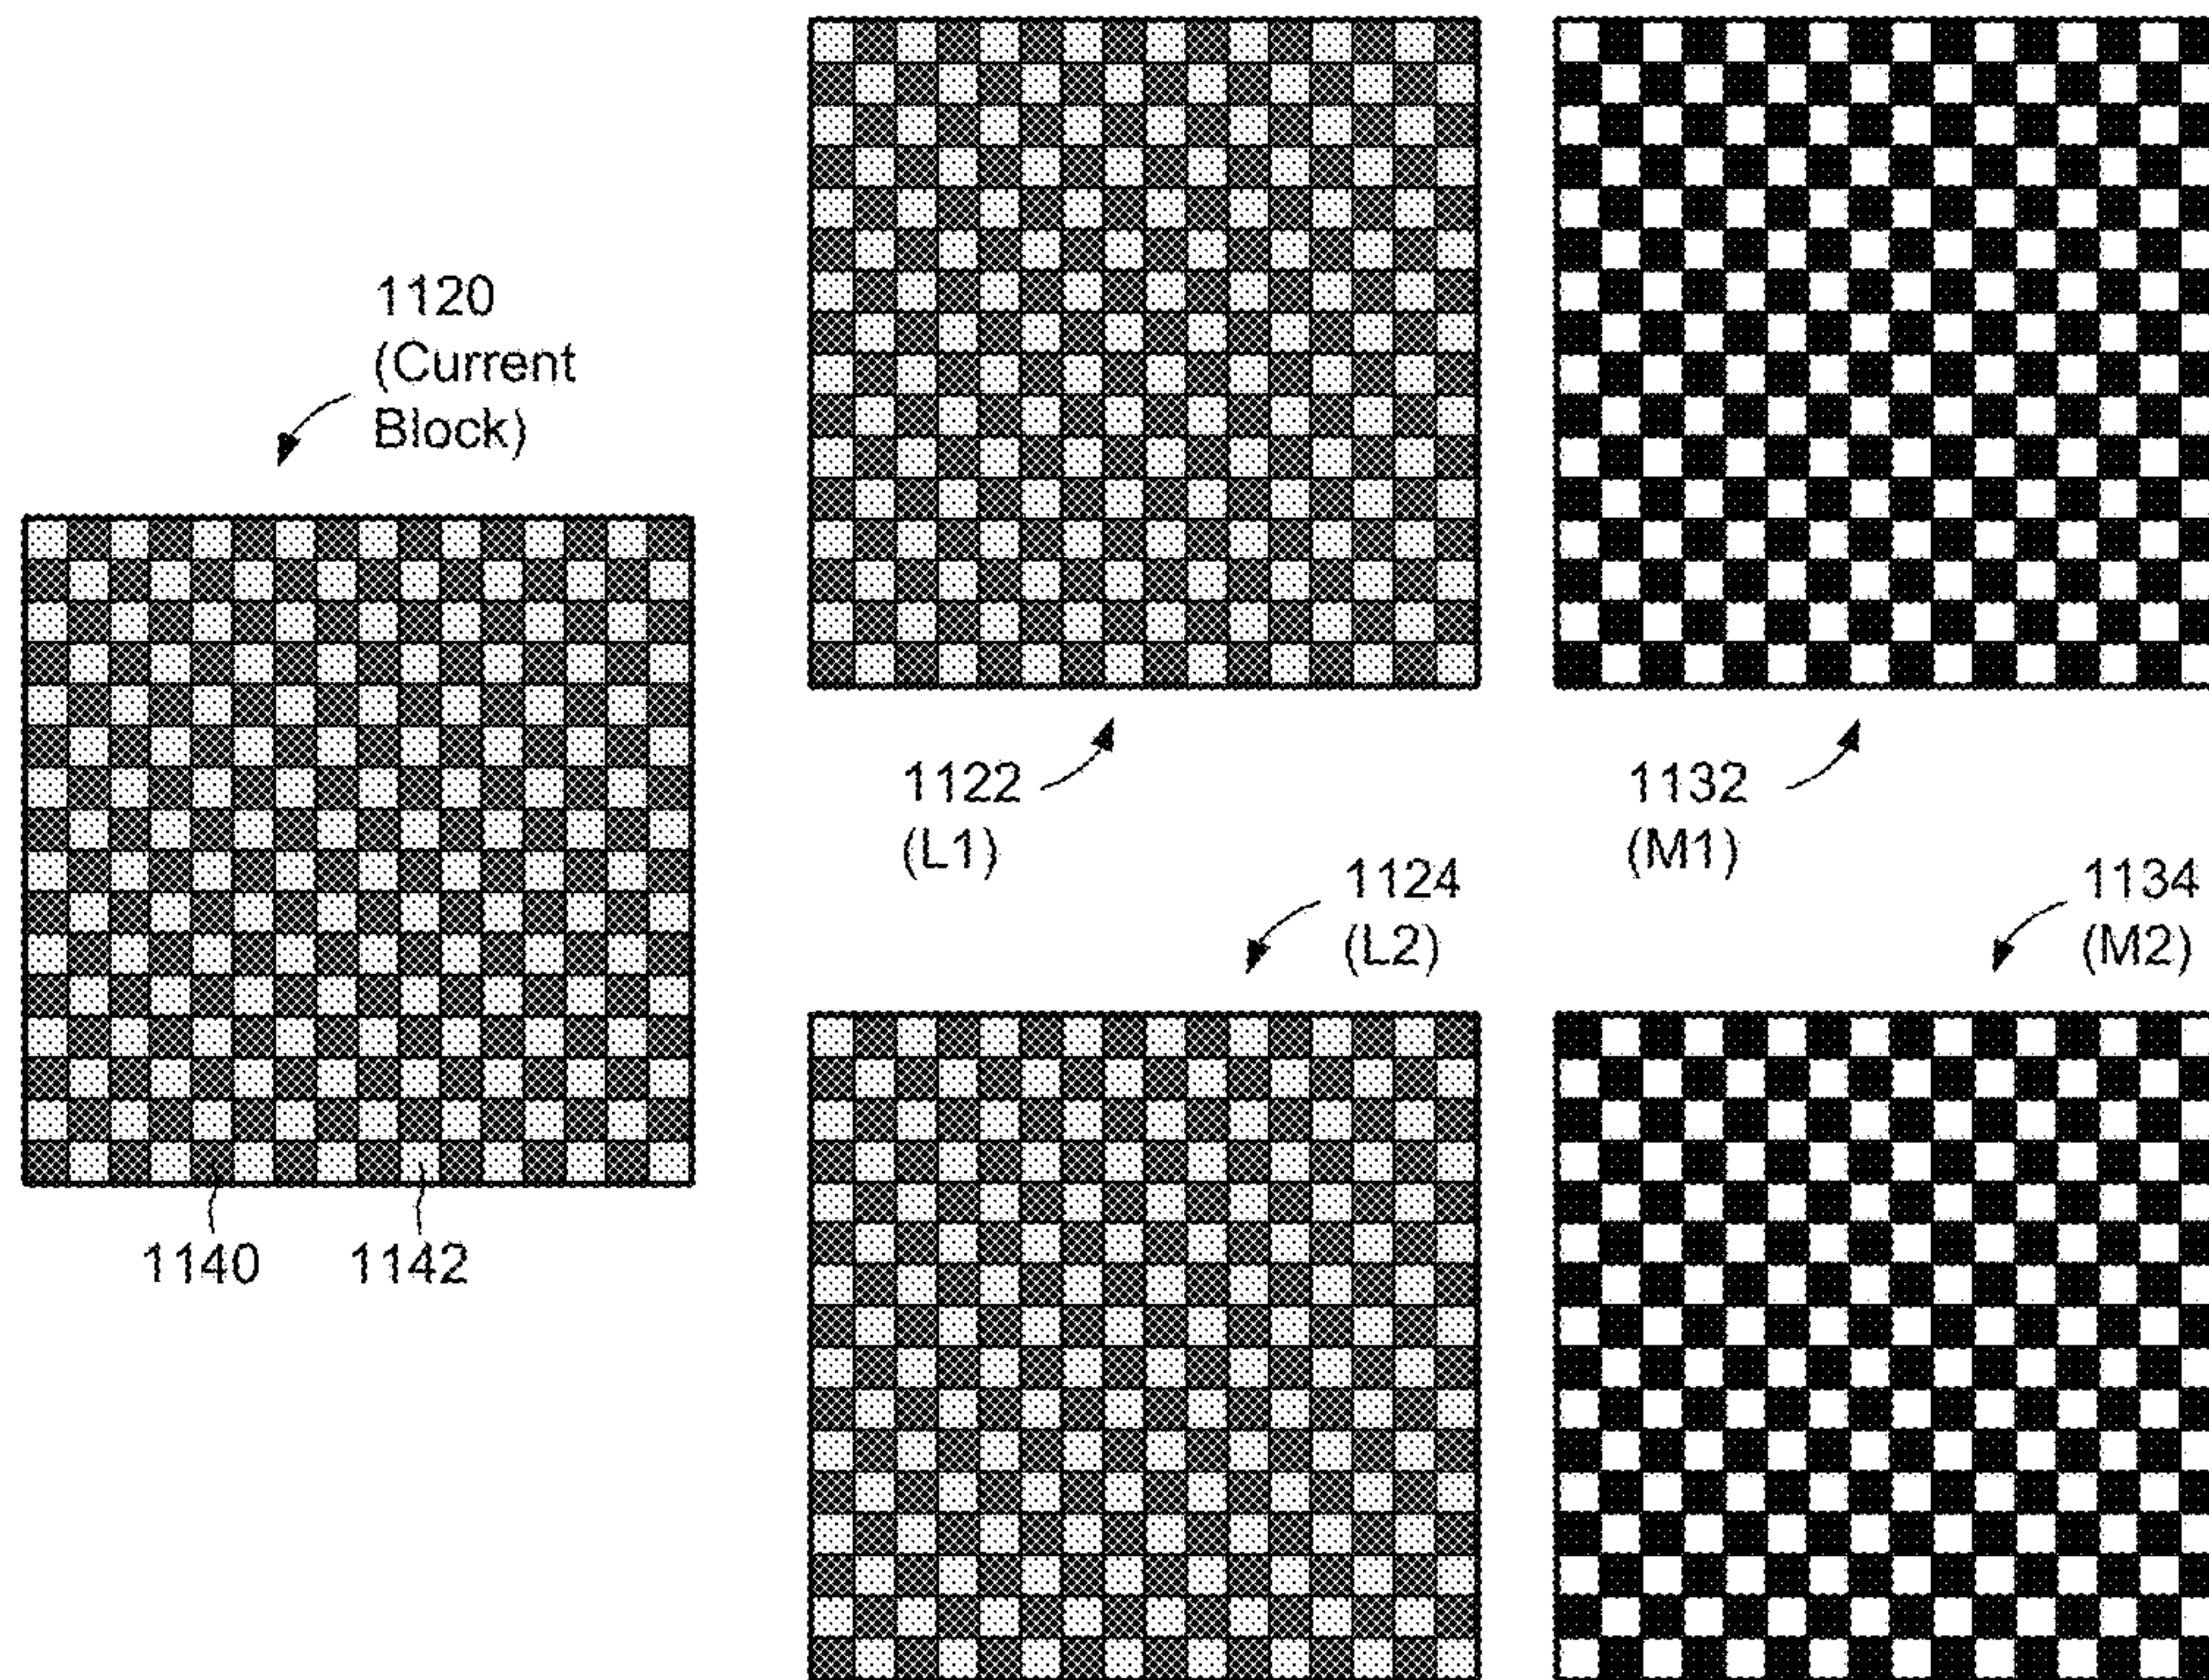 1120
(Current
Block)
1122
(L1)
1132
(M1)
1124
(L2)
1134
(M2)
1140
1142